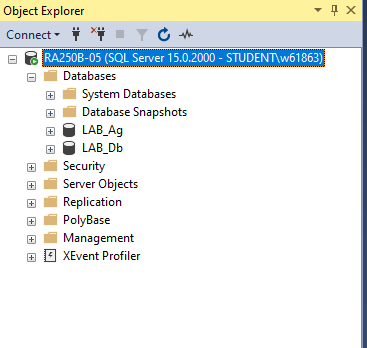 Object Explorer
Connect
RA250B-05 (SQL Server 15.0.2000 - STUDENT\w61863)
Databases
System Databases
Database Snapshots
LAB_Ag
LAB_Db
Security
Server Objects
Replication
PolyBase
Management
XEvent Profiler